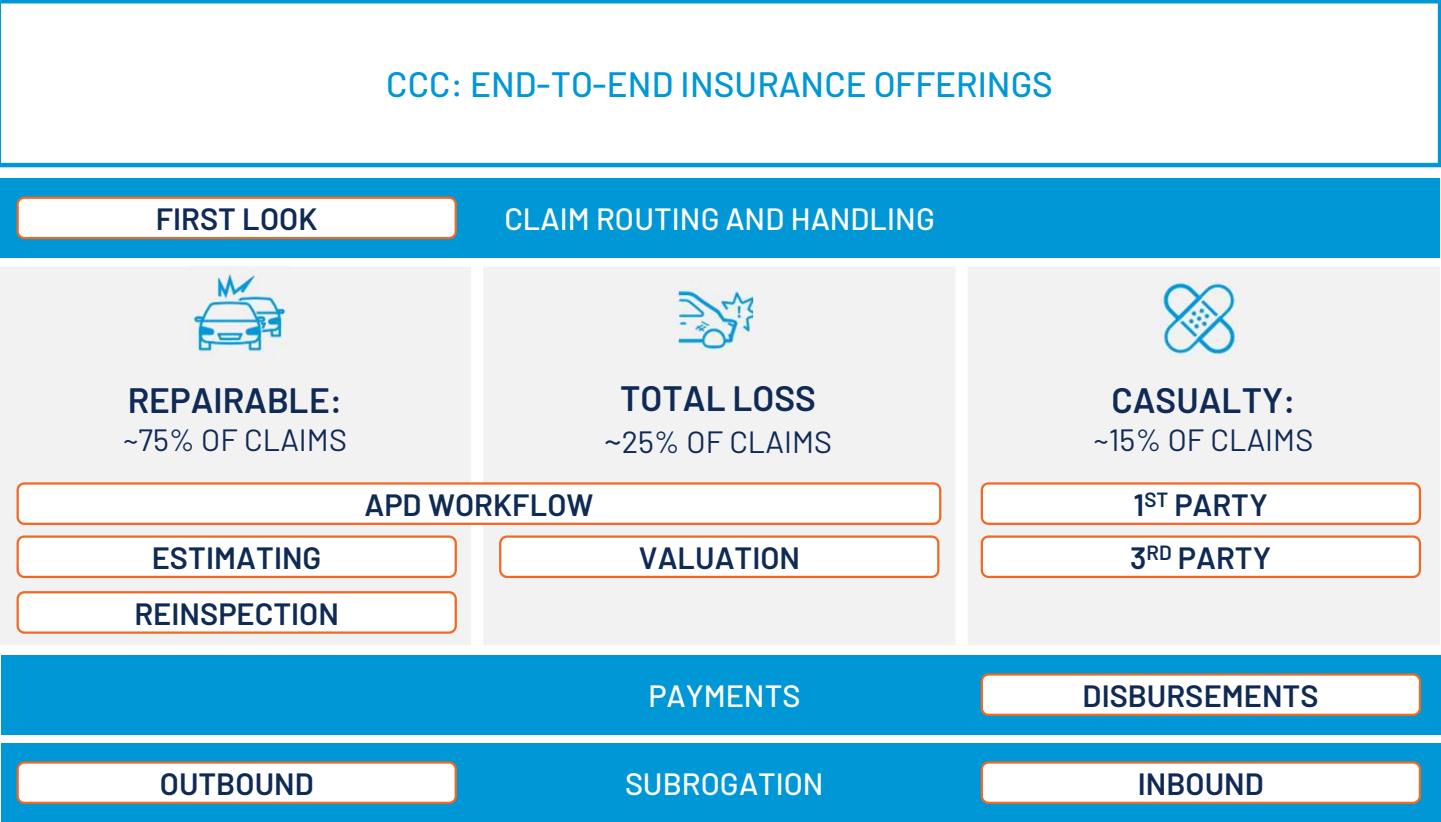 CCC: END-TO-END INSURANCE OFFERINGS
FIRST LOOK
CLAIM ROUTING AND HANDLING
REPAIRABLE:
~75% OF CLAIMS
TOTAL LOSS
~25% OF CLAIMS
CASUALTY:
~15% OF CLAIMS
APD WORKFLOW
1ST PARTY
ESTIMATING
VALUATION
3RD PARTY
REINSPECTION
PAYMENTS
DISBURSEMENTS
OUTBOUND
SUBROGATION
INBOUND